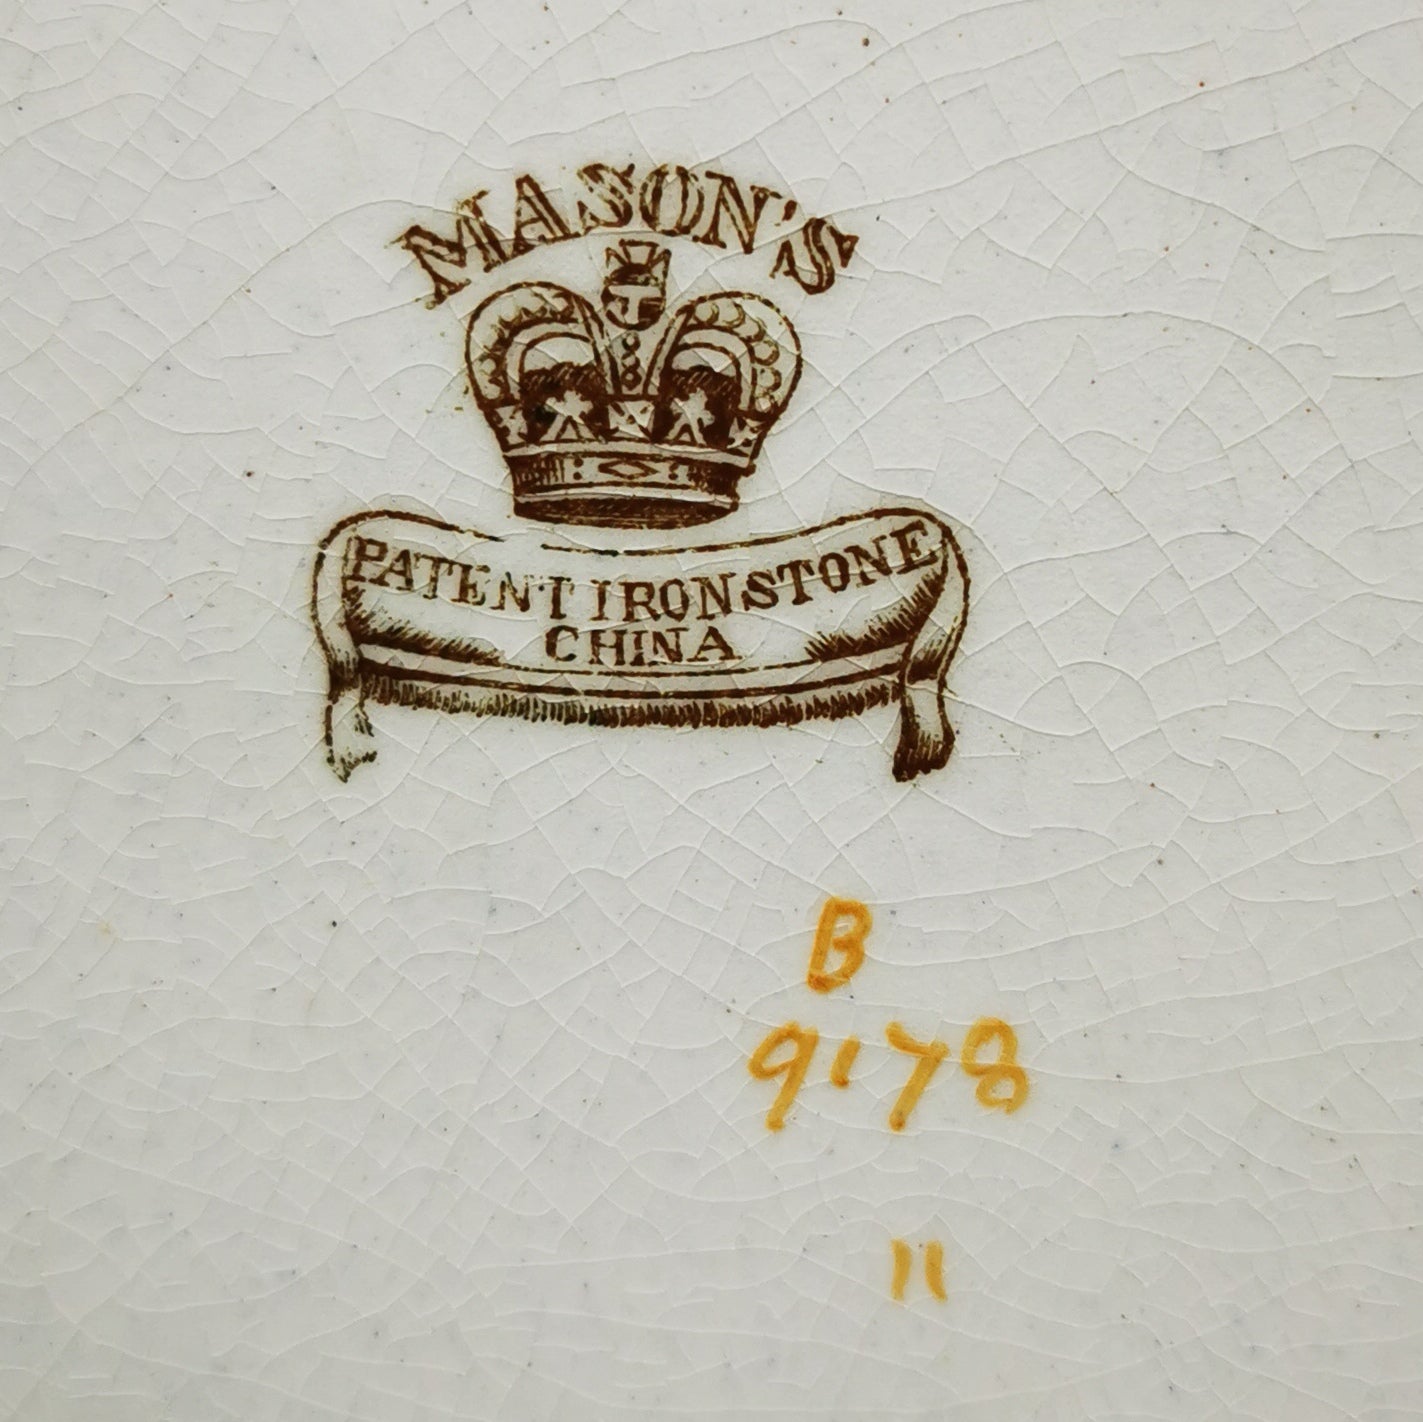 MASON'S
PATENT IRONSTONE
CHINA
B
9178
11